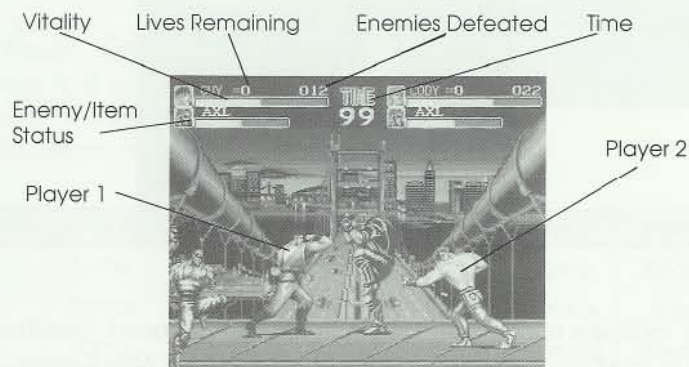 Vitality Lives Remaining Enemies Defeated Time
GUY =0 012 TIME CODY =0 022
AXL 99 AXL
Enemy/Item
Status
Player 2
Player 1